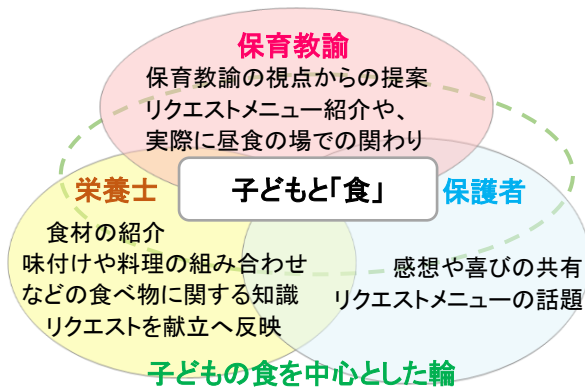 保育教諭
保育教諭の視点からの提案
リクエストメニュー紹介や、
実際に昼食の場での関わり
子どもと「食」
栄養士
食材の紹介
味付けや料理の組み合わせ
などの食べ物に関する知識
リクエストを献立へ反映
保護者
感想や喜びの共有
リクエストメニューの話題
子どもの食を中心とした輪